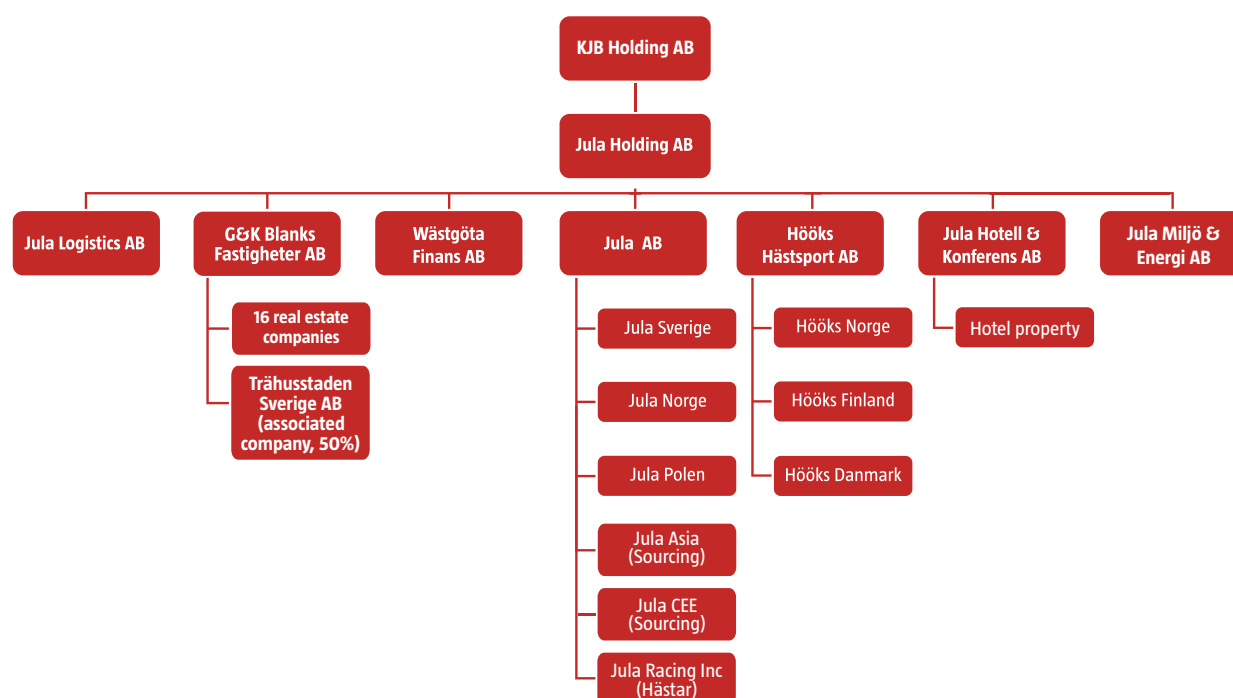 KJB Holding AB
Jula Holding AB
Jula Logistics AB
G&K Blanks
Fastigheter AB
Wästgöta
Finans AB
Jula AB
Hööks
Hästsport AB
Jula Hotell &
Konferens AB
Jula Miljö &
Energi AB
16 real estate
companies
Trähusstaden
Sverige AB
(associated
company, 50%)
Jula Sverige
Jula Norge
Jula Polen
Jula Asia
(Sourcing)
Jula CEE
(Sourcing)
Jula Racing Inc
(Hästar)
Hööks Norge
Hööks Finland
Hööks Danmark
Hotel property